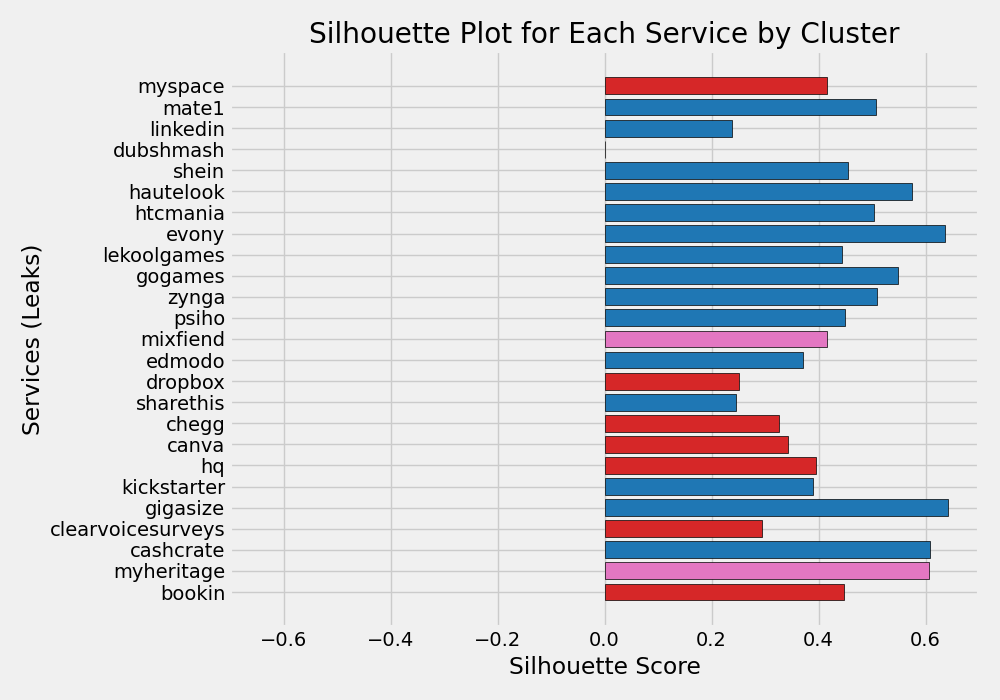 Silhouette Plot for Each Service by Cluster
Services (Leaks)
myspace
mate1
linkedin
dubshmash
shein
hautelook
htcmania
evony
lekoolgames
gogames
zynga
psiho
mixfiend
edmodo
dropbox
sharethis
chegg
canva
hq
kickstarter
gigasize
clearvoicesurveys
cashcrate
myheritage
bookin
−0.6 −0.4 −0.2 0.0 0.2 0.4 0.6
Silhouette Score